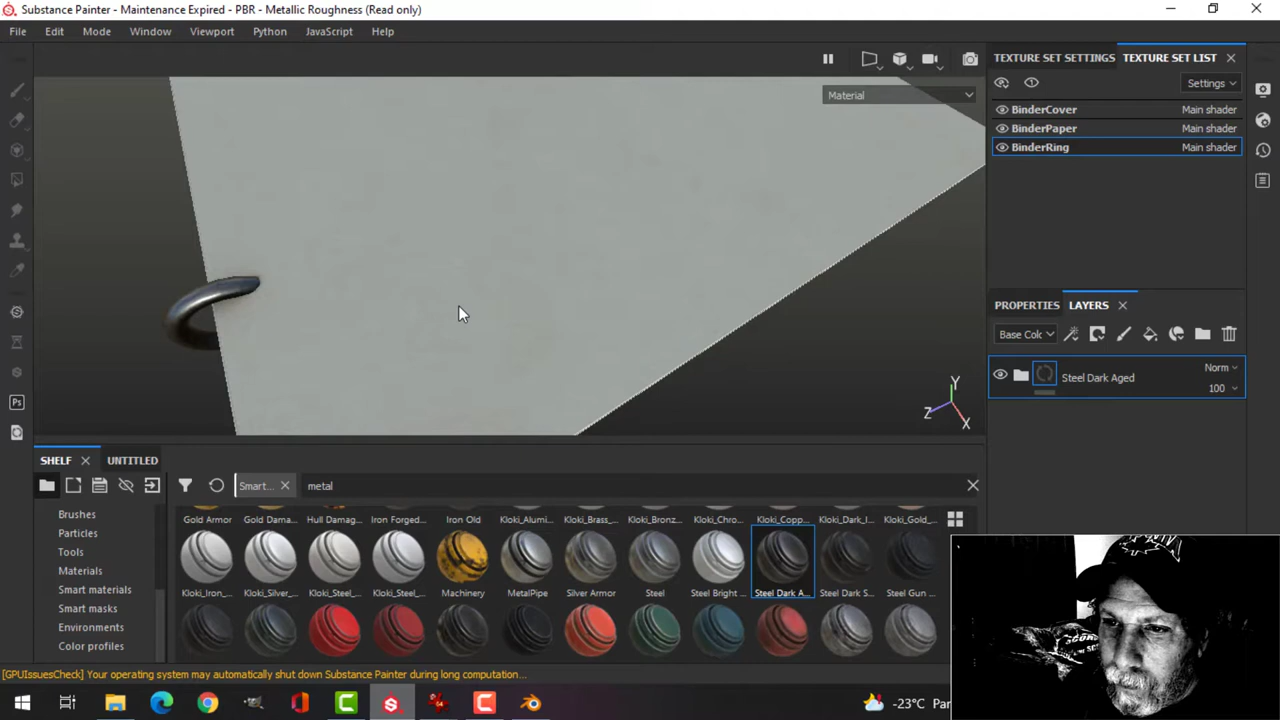 Substance Painter - Maintenance Expired - PBR - Metallic Roughness (Read only)
File Edit Mode Window Viewport Python JavaScript Help
TEXTURE SET SETTINGS TEXTURE SET LIST
Settings
Material
BinderCover Main shader
BinderPaper Main shader
BinderRing Main shader
PROPERTIES LAYERS
Base Col
Steel Dark Aged
Norm
100
Y
Z
X
Ps
SHELF UNTITLED
Smart... metal
Brushes
Particles
Tools
Materials
Smart materials
Smart masks
Environments
Color profiles
Gold Armor Gold Dama... Hull Damag... Iron Forged... Iron Old Kloki_Alumi... Kloki_Brass_... Kloki_Bronz... Kloki_Chro... Kloki_Copp... Kloki_Dark_I... Kloki_Gold_...
Kloki_Iron_... Kloki_Silver_... Kloki_Steel_... Kloki_Steel_... Machinery MetalPipe Silver Armor Steel Steel Bright ... Steel Dark A... Steel Dark S... Steel Gun ...
[GPUIssuesCheck] Your operating system may automatically shut down Substance Painter during long computation...
-23°C